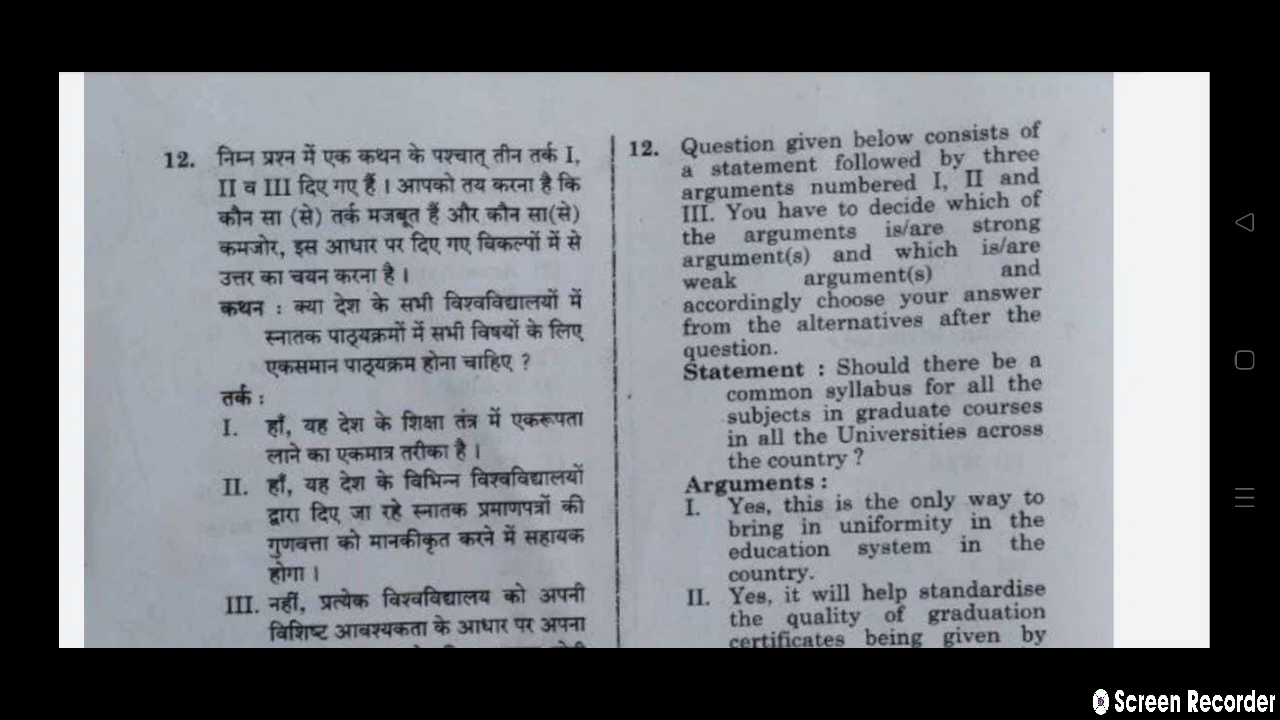 12. निम्न प्रश्न में एक कथन के पश्चात् तीन तर्क I,
II व III दिए गए हैं । आपको तय करना है कि
कौन सा (से) तर्क मजबूत हैं और कौन सा(से)
कमजोर, इस आधार पर दिए गए विकल्पों में से
उत्तर का चयन करना है ।
कथन : क्या देश के सभी विश्वविद्यालयों में
स्नातक पाठ्यक्रमों में सभी विषयों के लिए
एकसमान पाठ्यक्रम होना चाहिए ?
तर्क :
I. हाँ, यह देश के शिक्षा तंत्र में एकरूपता
लाने का एकमात्र तरीका है ।
II. हाँ, यह देश के विभिन्न विश्वविद्यालयों
द्वारा दिए जा रहे स्नातक प्रमाणपत्रों की
गुणवत्ता को मानकीकृत करने में सहायक
होगा ।
III. नहीं, प्रत्येक विश्वविद्यालय को अपनी
विशिष्ट आवश्यकता के आधार पर अपना
12. Question given below consists of
a statement followed by three
arguments numbered I, II and
III. You have to decide which of
the arguments is/are strong
argument(s) and which is/are
weak argument(s) and
accordingly choose your answer
from the alternatives after the
question.
Statement : Should there be a
common syllabus for all the
subjects in graduate courses
in all the Universities across
the country ?
Arguments :
I. Yes, this is the only way to
bring in uniformity in the
education system in the
country.
II. Yes, it will help standardise
the quality of graduation
certificates being given by
Screen Recorder